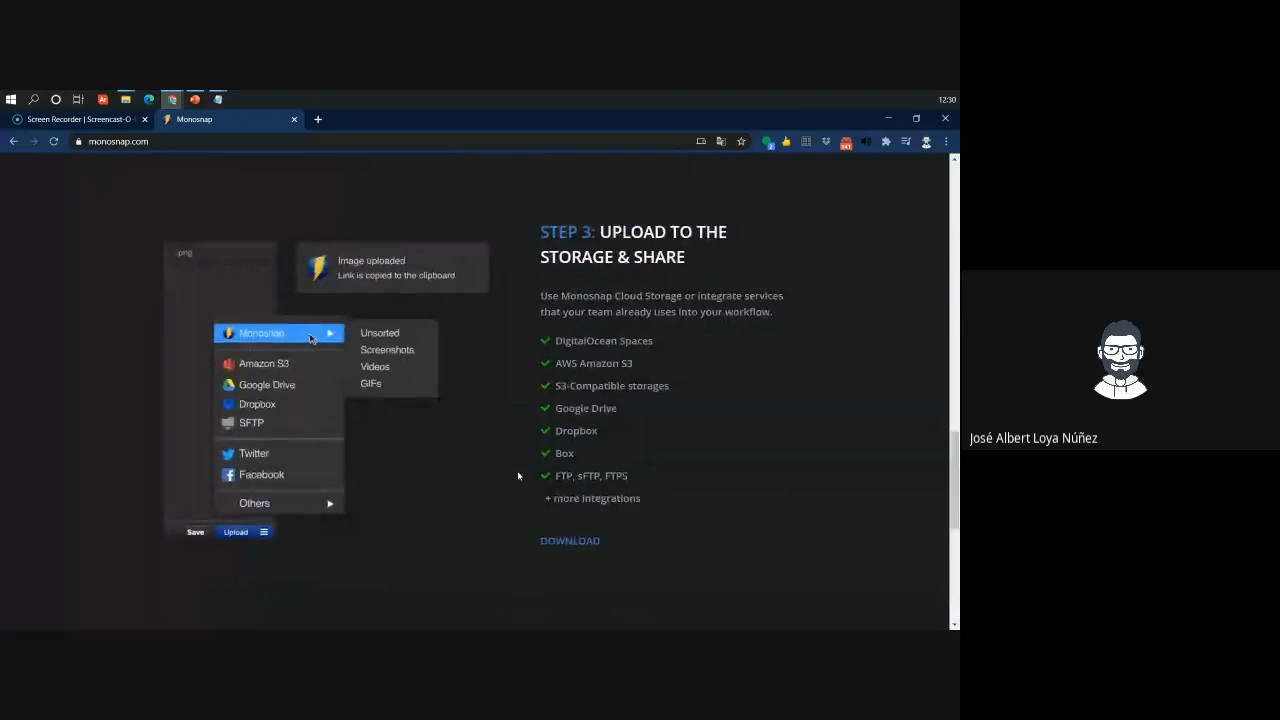 12:30
Screen Recorder | Screencast-O-
Monosnap
monosnap.com
2
141
.png
Image uploaded
Link is copied to the clipboard
Monosnap
Unsorted
Screenshots
Videos
GIFs
Amazon S3
Google Drive
Dropbox
SFTP
Twitter
Facebook
Others
Save
Upload
STEP 3: UPLOAD TO THE
STORAGE & SHARE
Use Monosnap Cloud Storage or integrate services
that your team already uses into your workflow.
DigitalOcean Spaces
AWS Amazon S3
S3-Compatible storages
Google Drive
Dropbox
Box
FTP, sFTP, FTPS
+ more integrations
DOWNLOAD
José Albert Loya Núñez